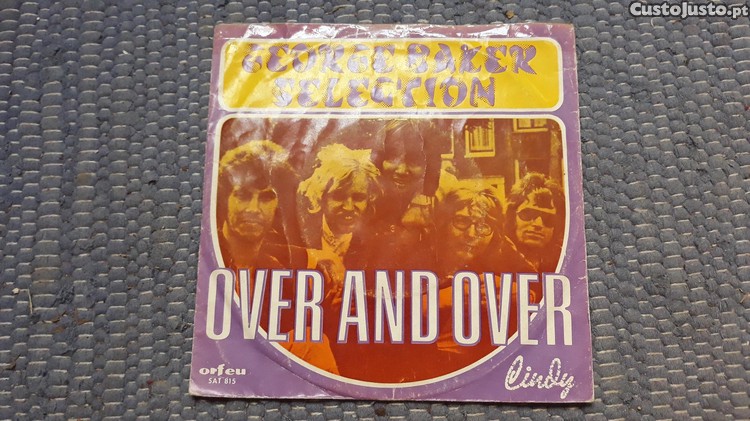 CustoJusto.pt
GEORGE BAKER
SELECTION
OVER AND OVER
orfeu
SAT 815
Cindy